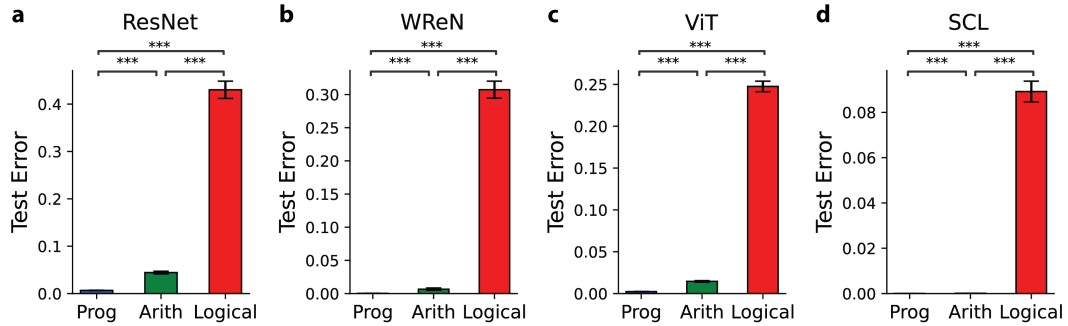 a ResNet
***
*** ***
Test Error
0.4
0.3
0.2
0.1
0.0
Prog Arith Logical
b WReN
***
*** ***
Test Error
0.30
0.25
0.20
0.15
0.10
0.05
0.00
Prog Arith Logical
c ViT
***
*** ***
Test Error
0.25
0.20
0.15
0.10
0.05
0.00
Prog Arith Logical
d SCL
***
*** ***
Test Error
0.08
0.06
0.04
0.02
0.00
Prog Arith Logical